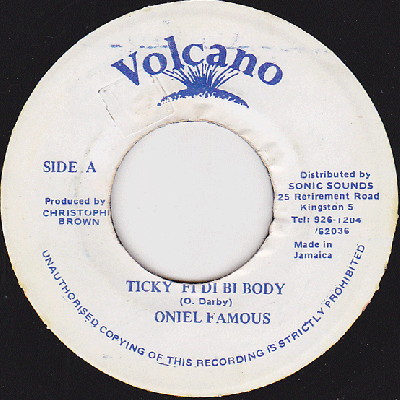 Volcano
SIDE A
Produced by
CHRISTOPH
BROWN
Distributed by
SONIC SOUNDS
25 Retirement Road
Kingston 5
Tel: 926-1204
/62036
Made in
Jamaica
TICKY FI DI BI BODY
(O. Darby)
ONIEL FAMOUS
UNAUTHORISED COPYING OF THIS RECORDING IS STRICTLY PROHIBITED